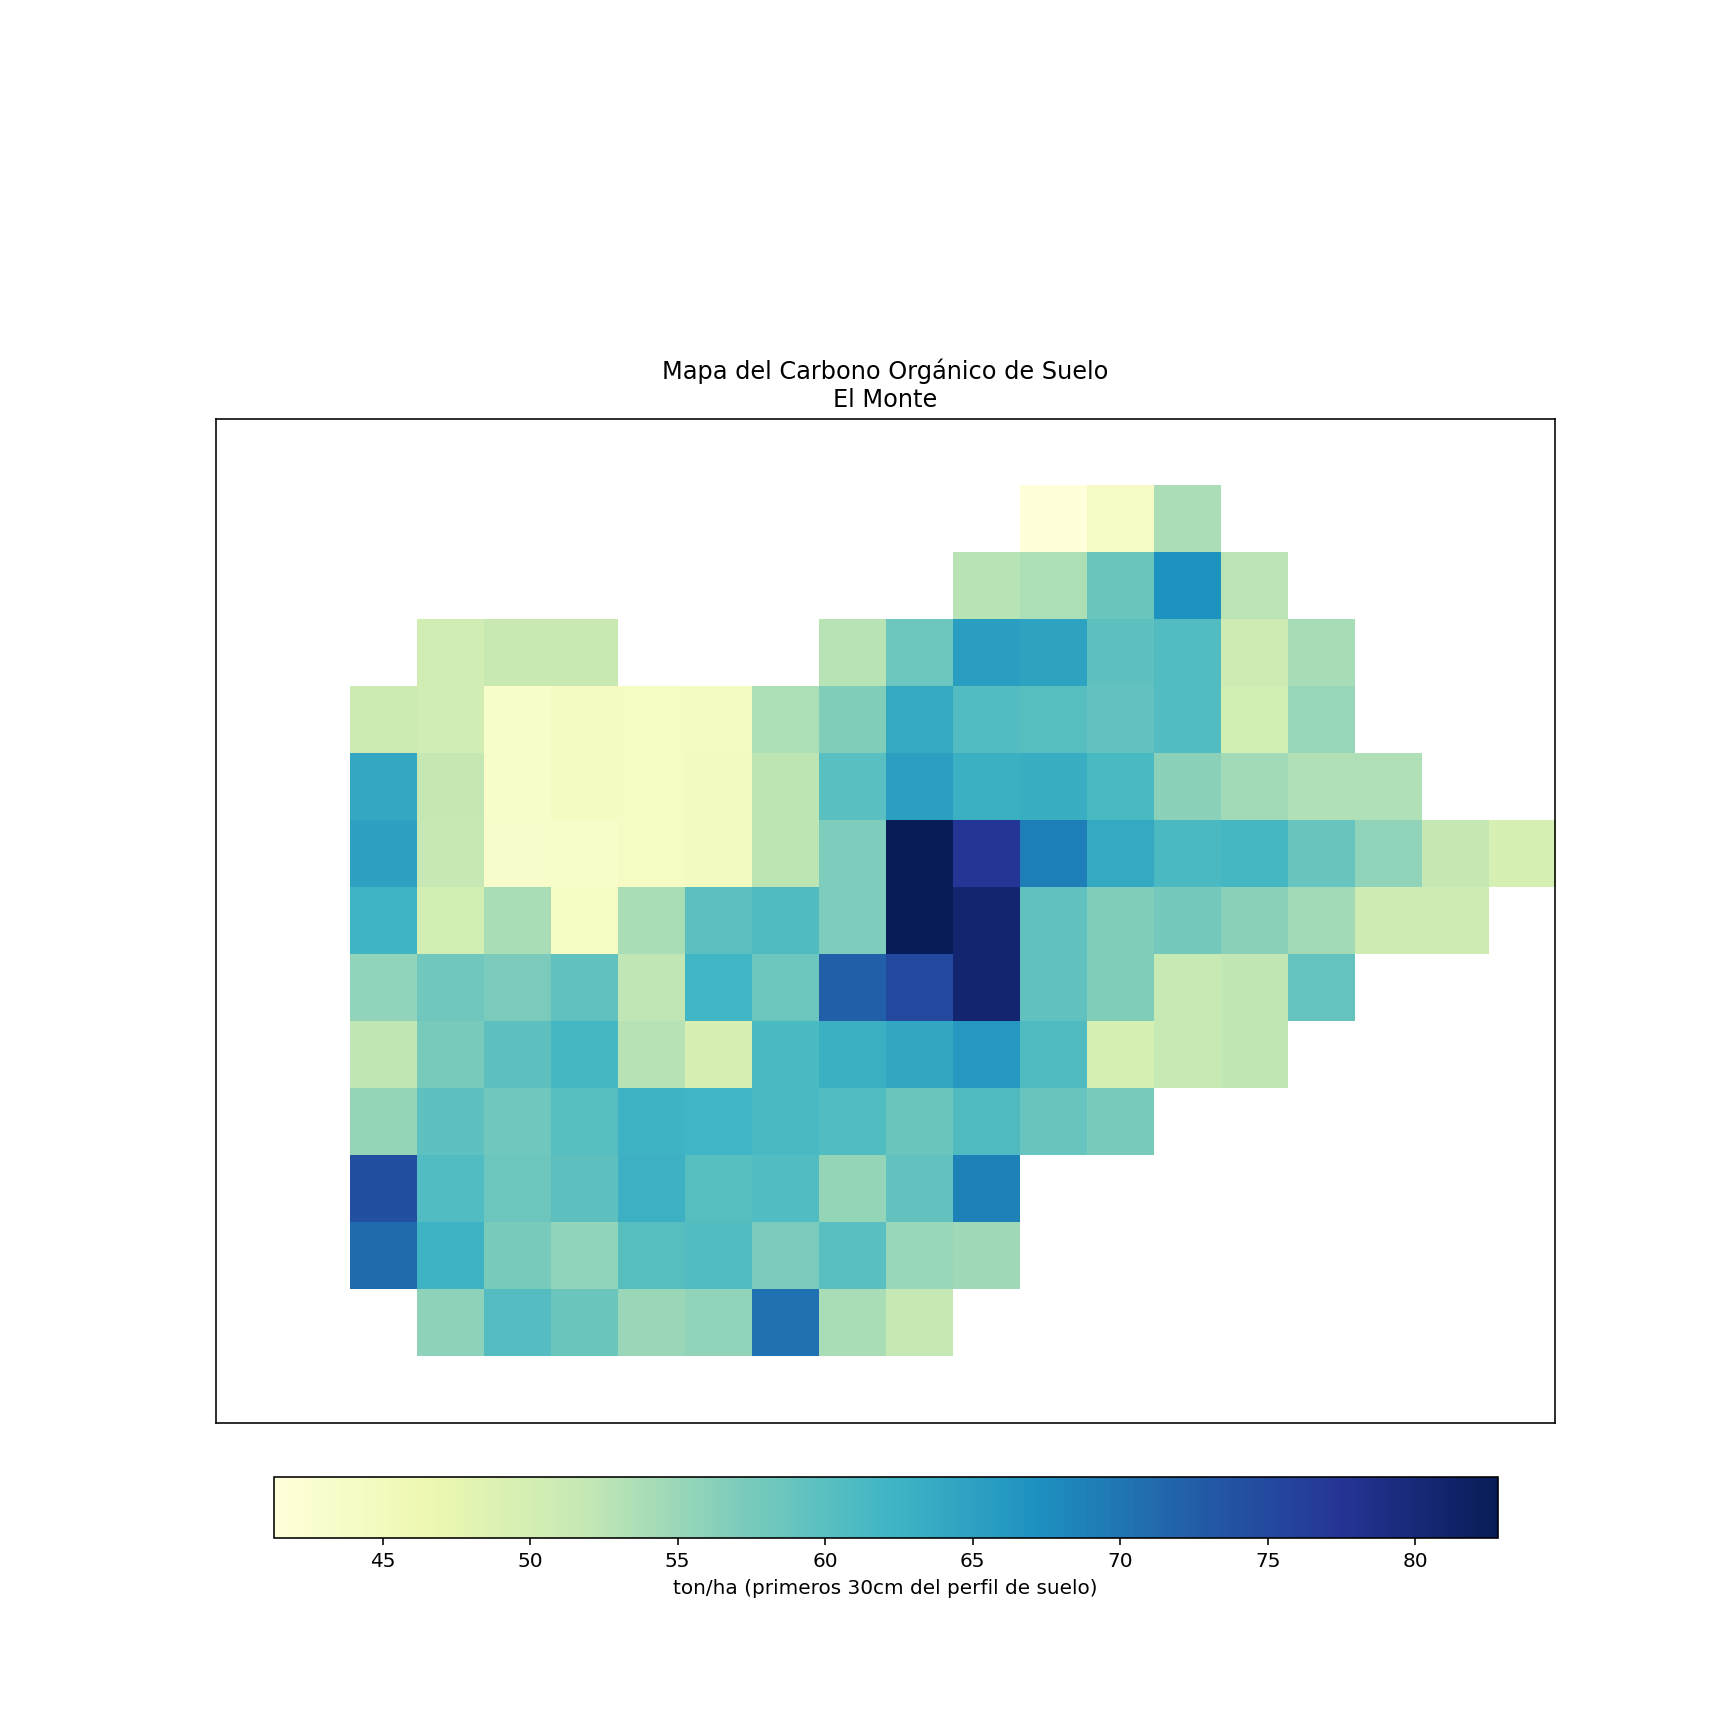 Mapa del Carbono Orgánico de Suelo
El Monte
45 50 55 60 65 70 75 80
ton/ha (primeros 30cm del perfil de suelo)